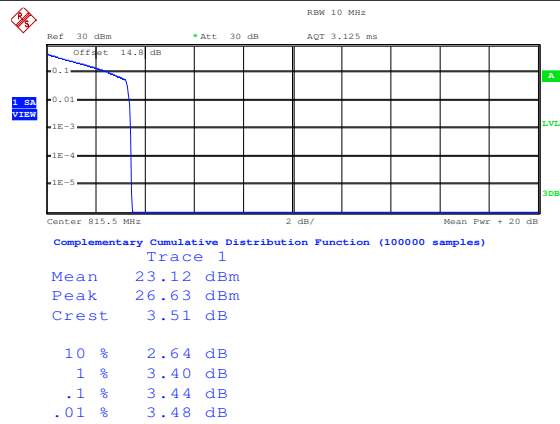 RBW 10 MHz
Ref 30 dBm * Att 30 dB AQT 3.125 ms
Offset 14.8 dB
0.1
A
0.01
1 SA
VIEW
1E-3
LVL
1E-4
1E-5
3DB
Center 815.5 MHz 2 dB/ Mean Pwr + 20 dB
Complementary Cumulative Distribution Function (100000 samples)
Trace 1
Mean 23.12 dBm
Peak 26.63 dBm
Crest 3.51 dB
10 % 2.64 dB
1 % 3.40 dB
.1 % 3.44 dB
.01 % 3.48 dB